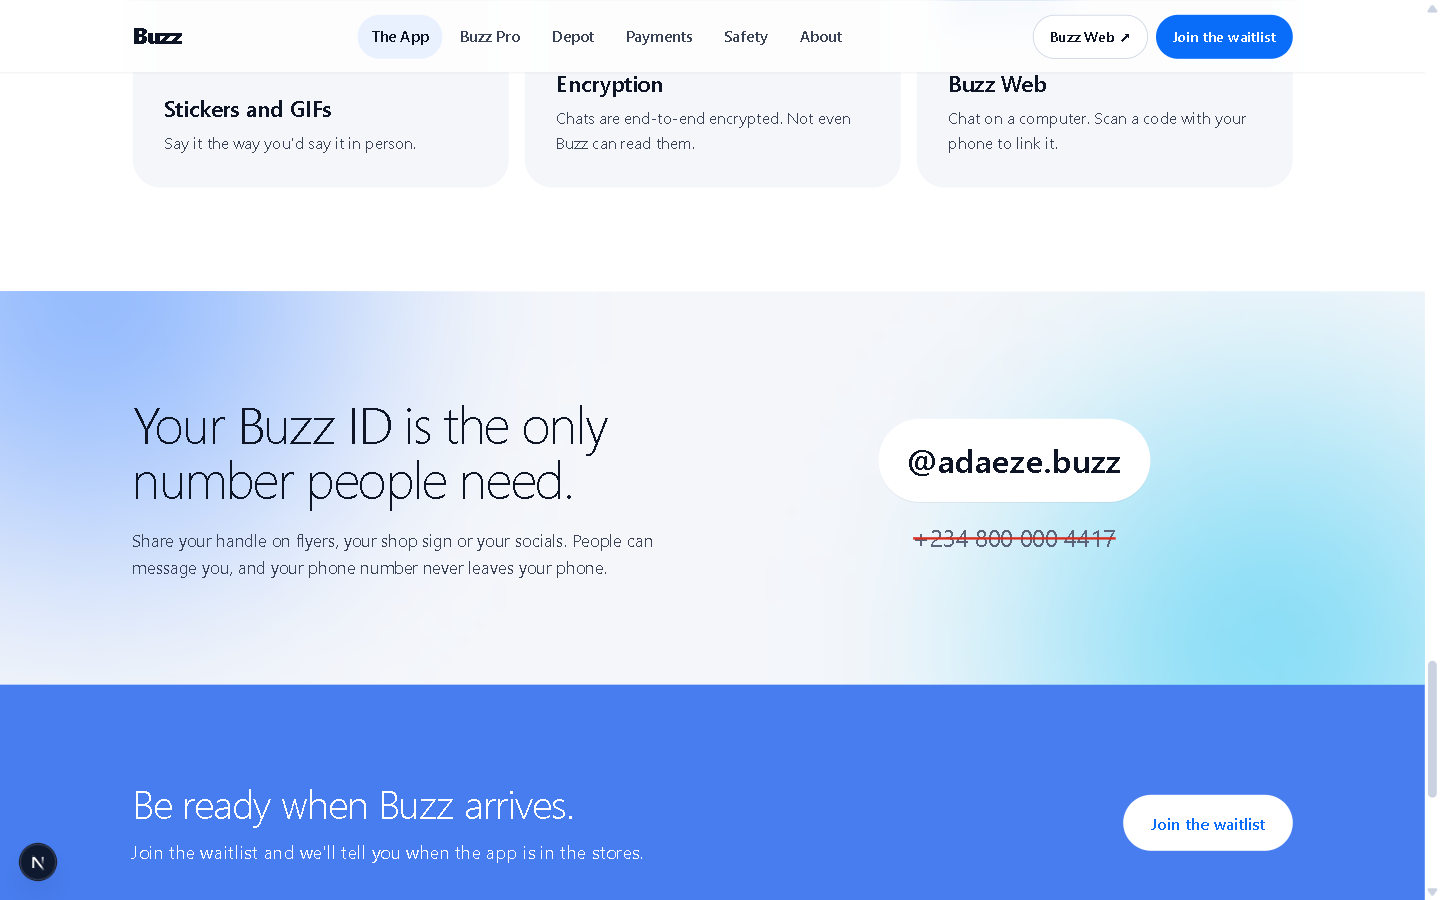 Buzz
The App
Buzz Pro
Depot
Payments
Safety
About
Buzz Web ↗
Join the waitlist
Stickers and GIFs
Say it the way you'd say it in person.
Encryption
Chats are end-to-end encrypted. Not even
Buzz can read them.
Buzz Web
Chat on a computer. Scan a code with your
phone to link it.
Your Buzz ID is the only
number people need.
Share your handle on flyers, your shop sign or your socials. People can
message you, and your phone number never leaves your phone.
@adaeze.buzz
+234 800 000 4417
Be ready when Buzz arrives.
Join the waitlist and we'll tell you when the app is in the stores.
Join the waitlist
N